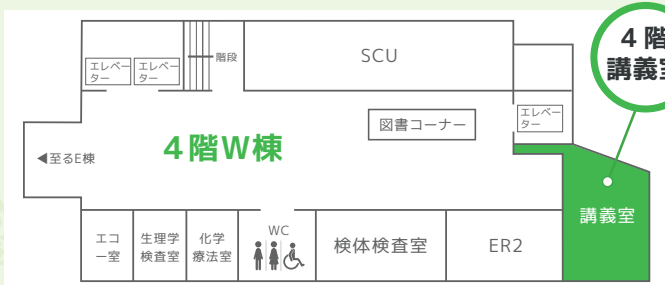 4階
講義室
SCU
階段
エレベー
ター
エレベー
ター
図書コーナー
エレベー
ター
4階W棟
◀至るE棟
講義室
エコ
ー室
生理学
検査室
化学
療法室
WC
検体検査室
ER2